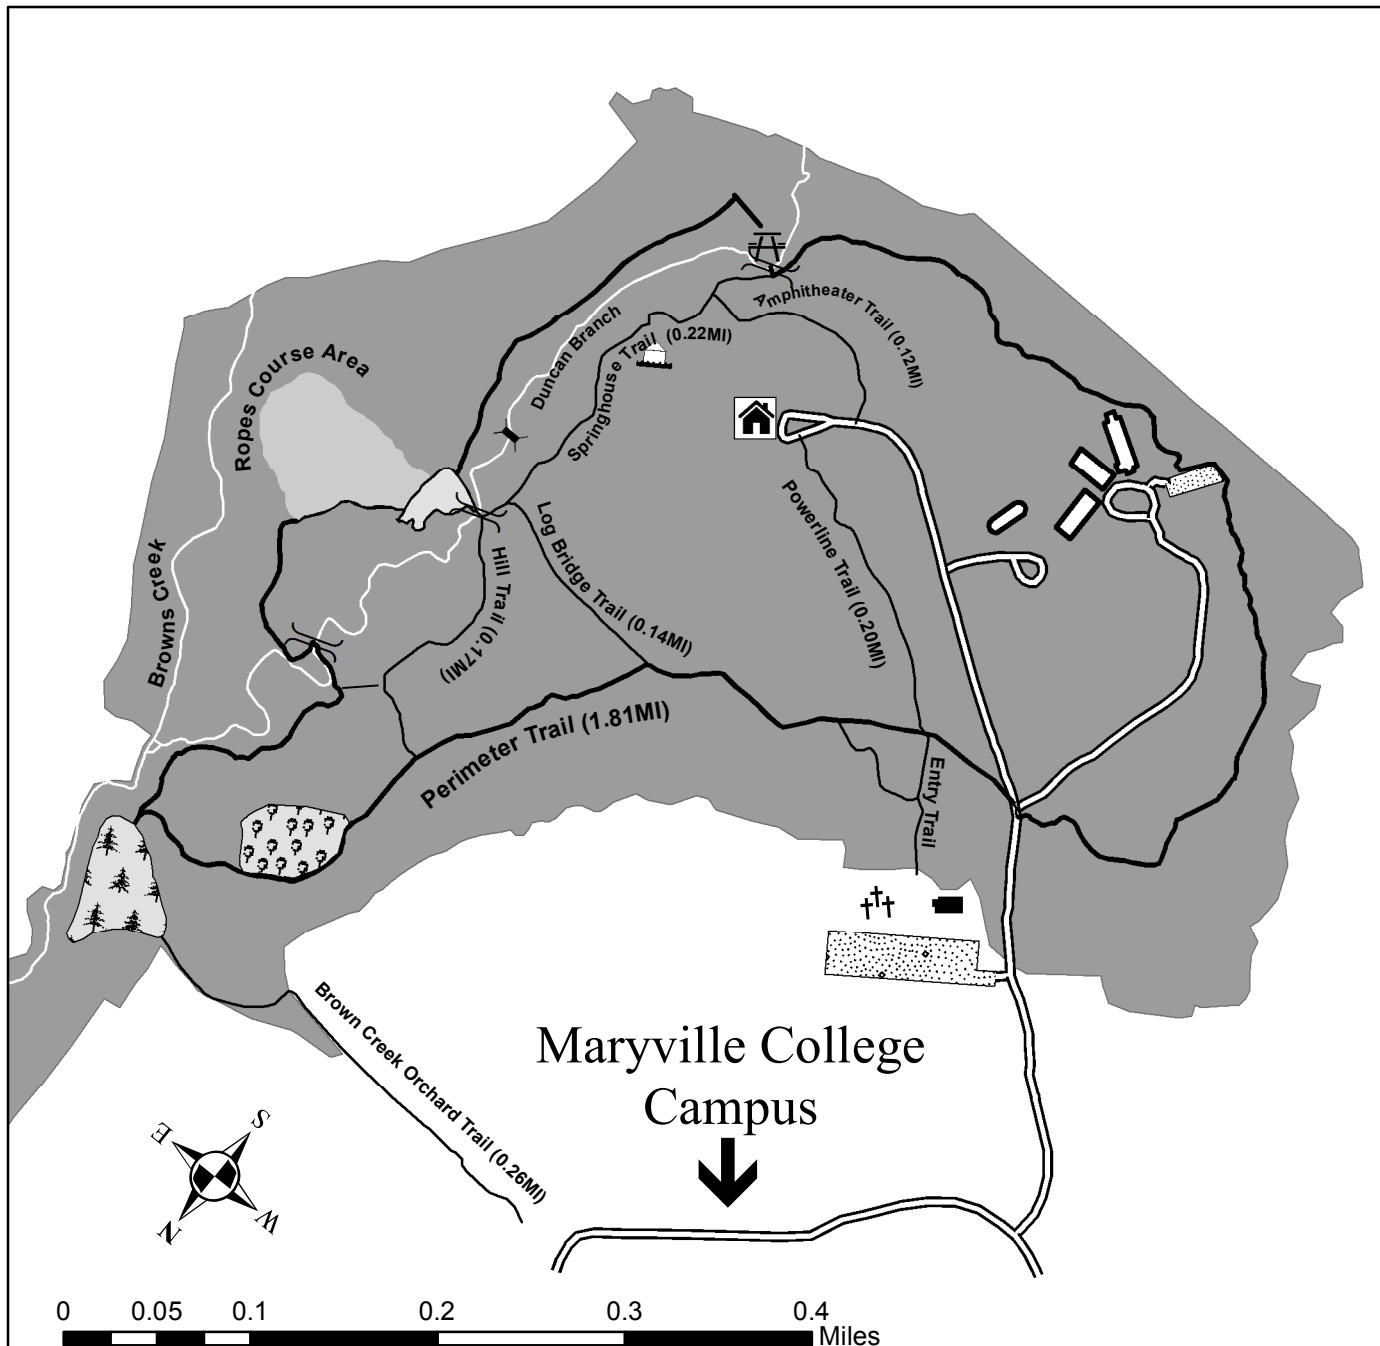 Amphitheater Trail (0.12MI)
Duncan Branch
Springhouse Trail (0.22MI)
Ropes Course Area
Powerline Trail (0.20MI)
Log Bridge Trail (0.14MI)
Hill Trail (0.17MI)
Browns Creek
Perimeter Trail (1.81MI)
Entry Trail
Brown Creek Orchard Trail (0.26MI)
Maryville College
Campus
S
E
W
N
0 0.05 0.1 0.2 0.3 0.4
Miles